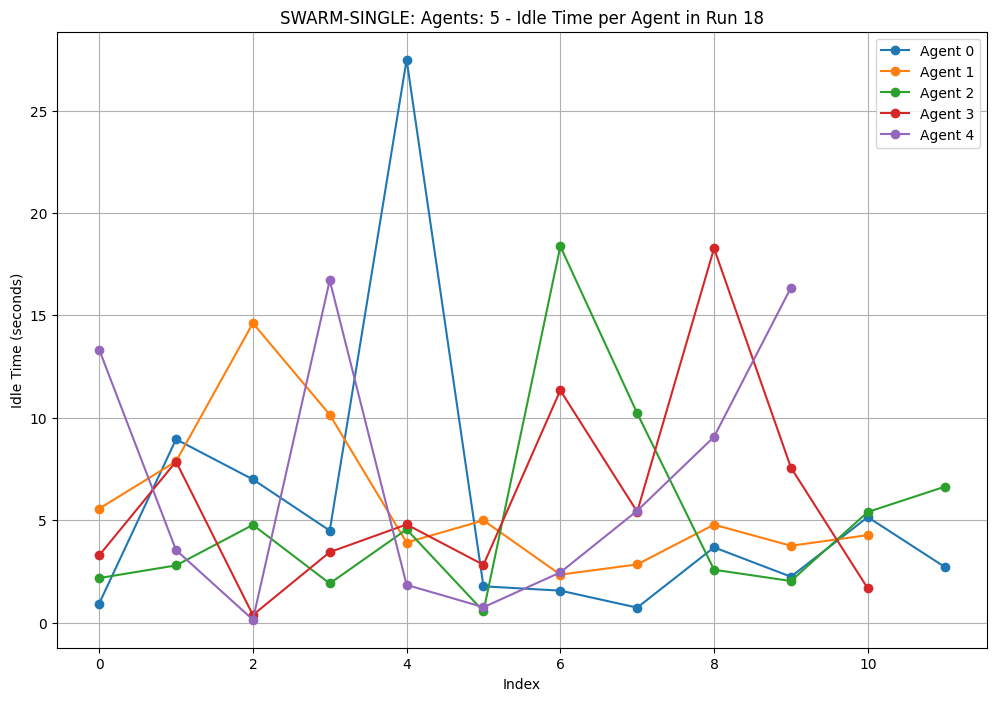 SWARM-SINGLE: Agents: 5 - Idle Time per Agent in Run 18
Agent 0
Agent 1
Agent 2
Agent 3
Agent 4
Idle Time (seconds)
25
20
15
10
5
0
0 2 4 6 8 10
Index